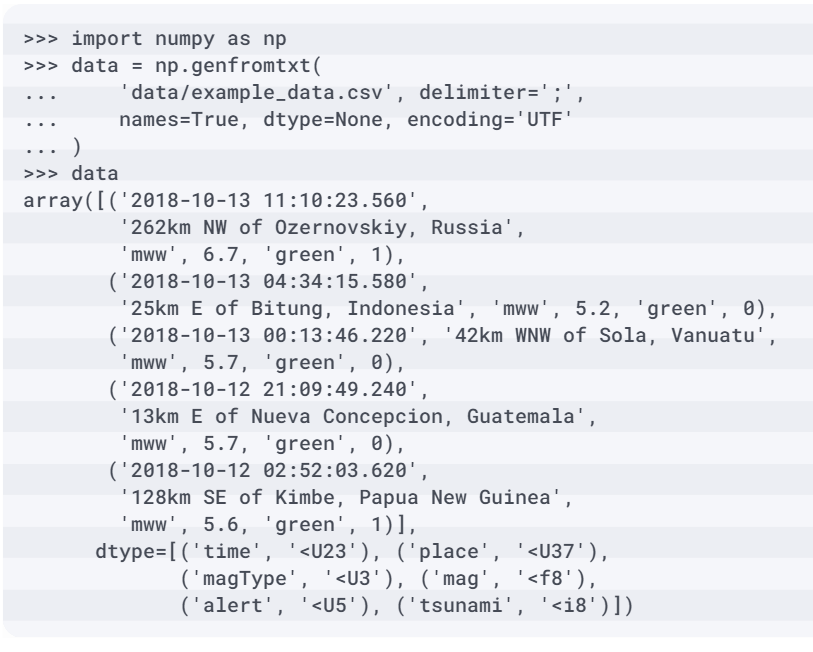 >>> import numpy as np
>>> data = np.genfromtxt(
...     'data/example_data.csv', delimiter=';',
...     names=True, dtype=None, encoding='UTF'
... )
>>> data
array([('2018-10-13 11:10:23.560',
        '262km NW of Ozernovskiy, Russia',
        'mww', 6.7, 'green', 1),
       ('2018-10-13 04:34:15.580',
        '25km E of Bitung, Indonesia', 'mww', 5.2, 'green', 0),
       ('2018-10-13 00:13:46.220', '42km WNW of Sola, Vanuatu',
        'mww', 5.7, 'green', 0),
       ('2018-10-12 21:09:49.240',
        '13km E of Nueva Concepcion, Guatemala',
        'mww', 5.7, 'green', 0),
       ('2018-10-12 02:52:03.620',
        '128km SE of Kimbe, Papua New Guinea',
        'mww', 5.6, 'green', 1)],
      dtype=[('time', '<U23'), ('place', '<U37'),
             ('magType', '<U3'), ('mag', '<f8'),
             ('alert', '<U5'), ('tsunami', '<i8')])